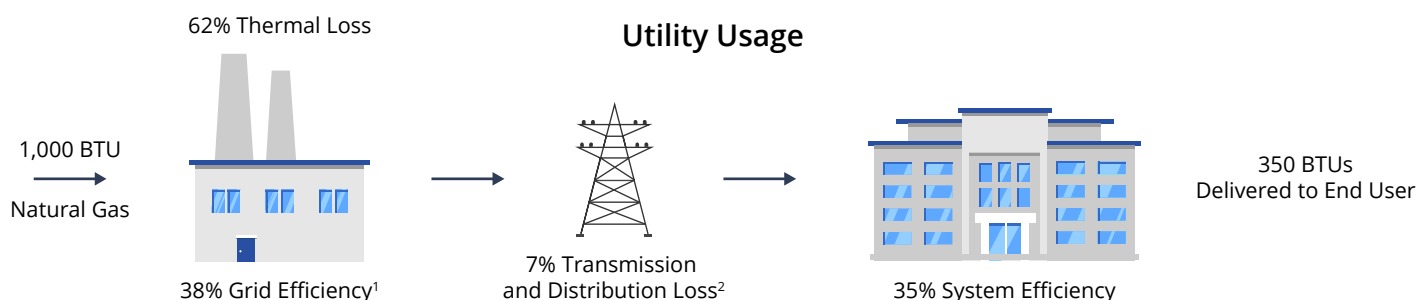 62% Thermal Loss
Utility Usage
1,000 BTU
Natural Gas
350 BTUs
Delivered to End User
38% Grid Efficiency¹
7% Transmission
and Distribution Loss²
35% System Efficiency